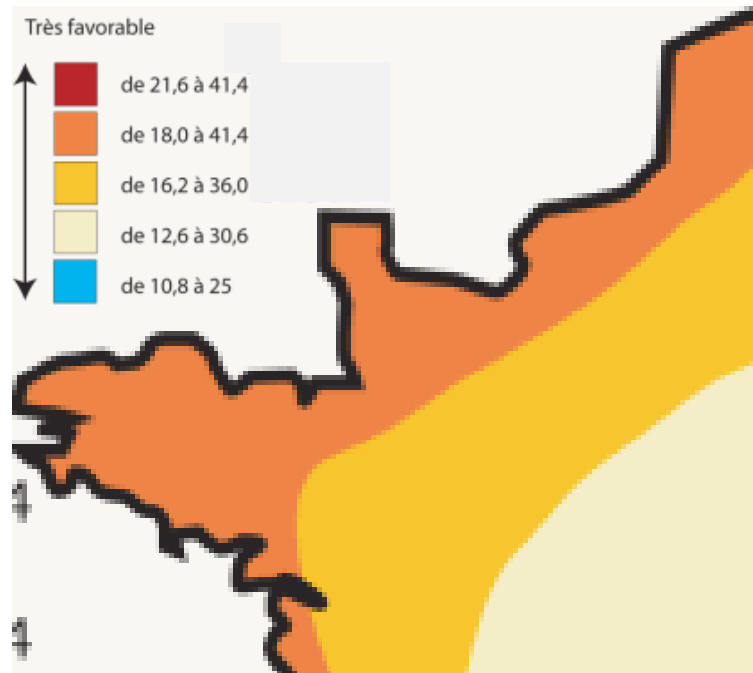 Très favorable
de 21,6 à 41,4
de 18,0 à 41,4
de 16,2 à 36,0
de 12,6 à 30,6
de 10,8 à 25